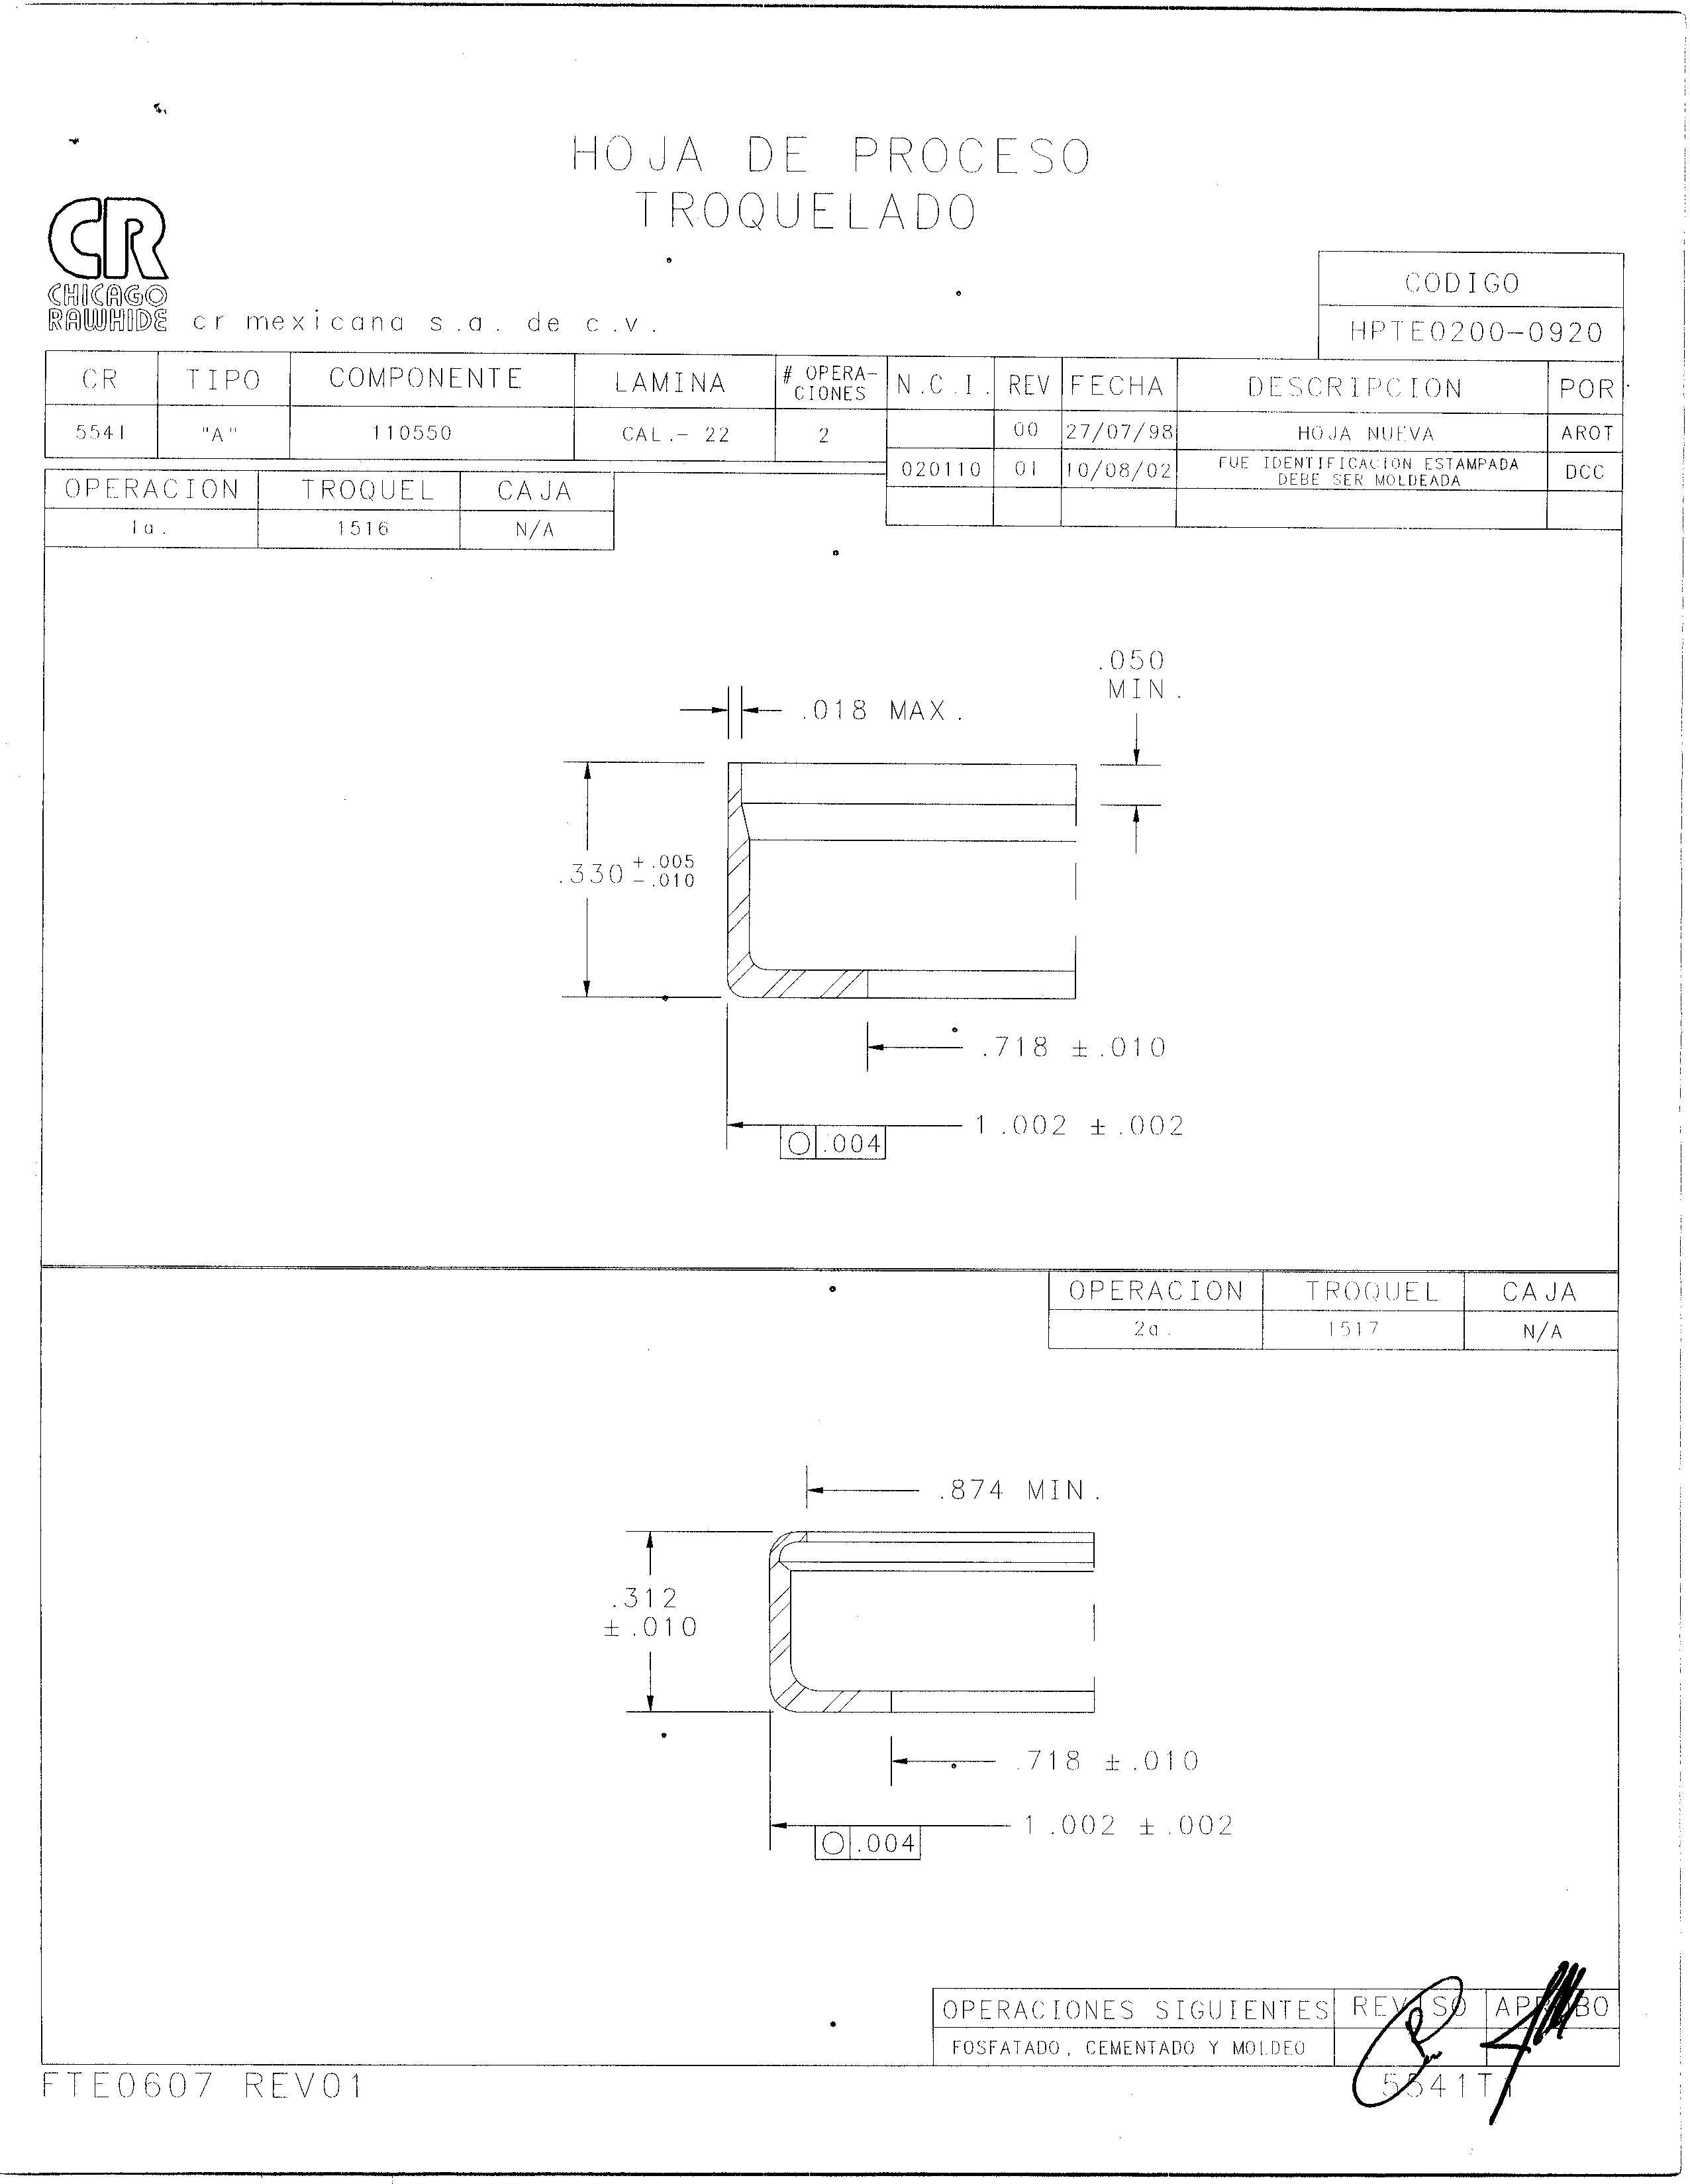 HOJA DE PROCESO
TROQUELADO
CR
CHICAGO
RAWHIDE
cr mexicana s.a. de c.v.
CODIGO
HPTE0200-0920
CR TIPO COMPONENTE LAMINA # OPERA-CIONES N.C.I. REV FECHA DESCRIPCION POR
5541 "A" 110550 CAL.- 22 2 00 27/07/98 HOJA NUEVA AROT
020110 01 10/08/02 FUE IDENTIFICACION ESTAMPADA
DEBE SER MOLDEADA DCC
OPERACION TROQUEL CAJA
1a. 1516 N/A
.050
MIN.
.018 MAX.
.330 +.005
-.010
.718 ±.010
1.002 ±.002
○ .004
OPERACION TROQUEL CAJA
2a. 1517 N/A
.874 MIN.
.312
±.010
.718 ±.010
1.002 ±.002
○ .004
OPERACIONES SIGUIENTES REVISO APROBO
FOSFATADO, CEMENTADO Y MOLDEO
FTE0607 REV01
5541T1